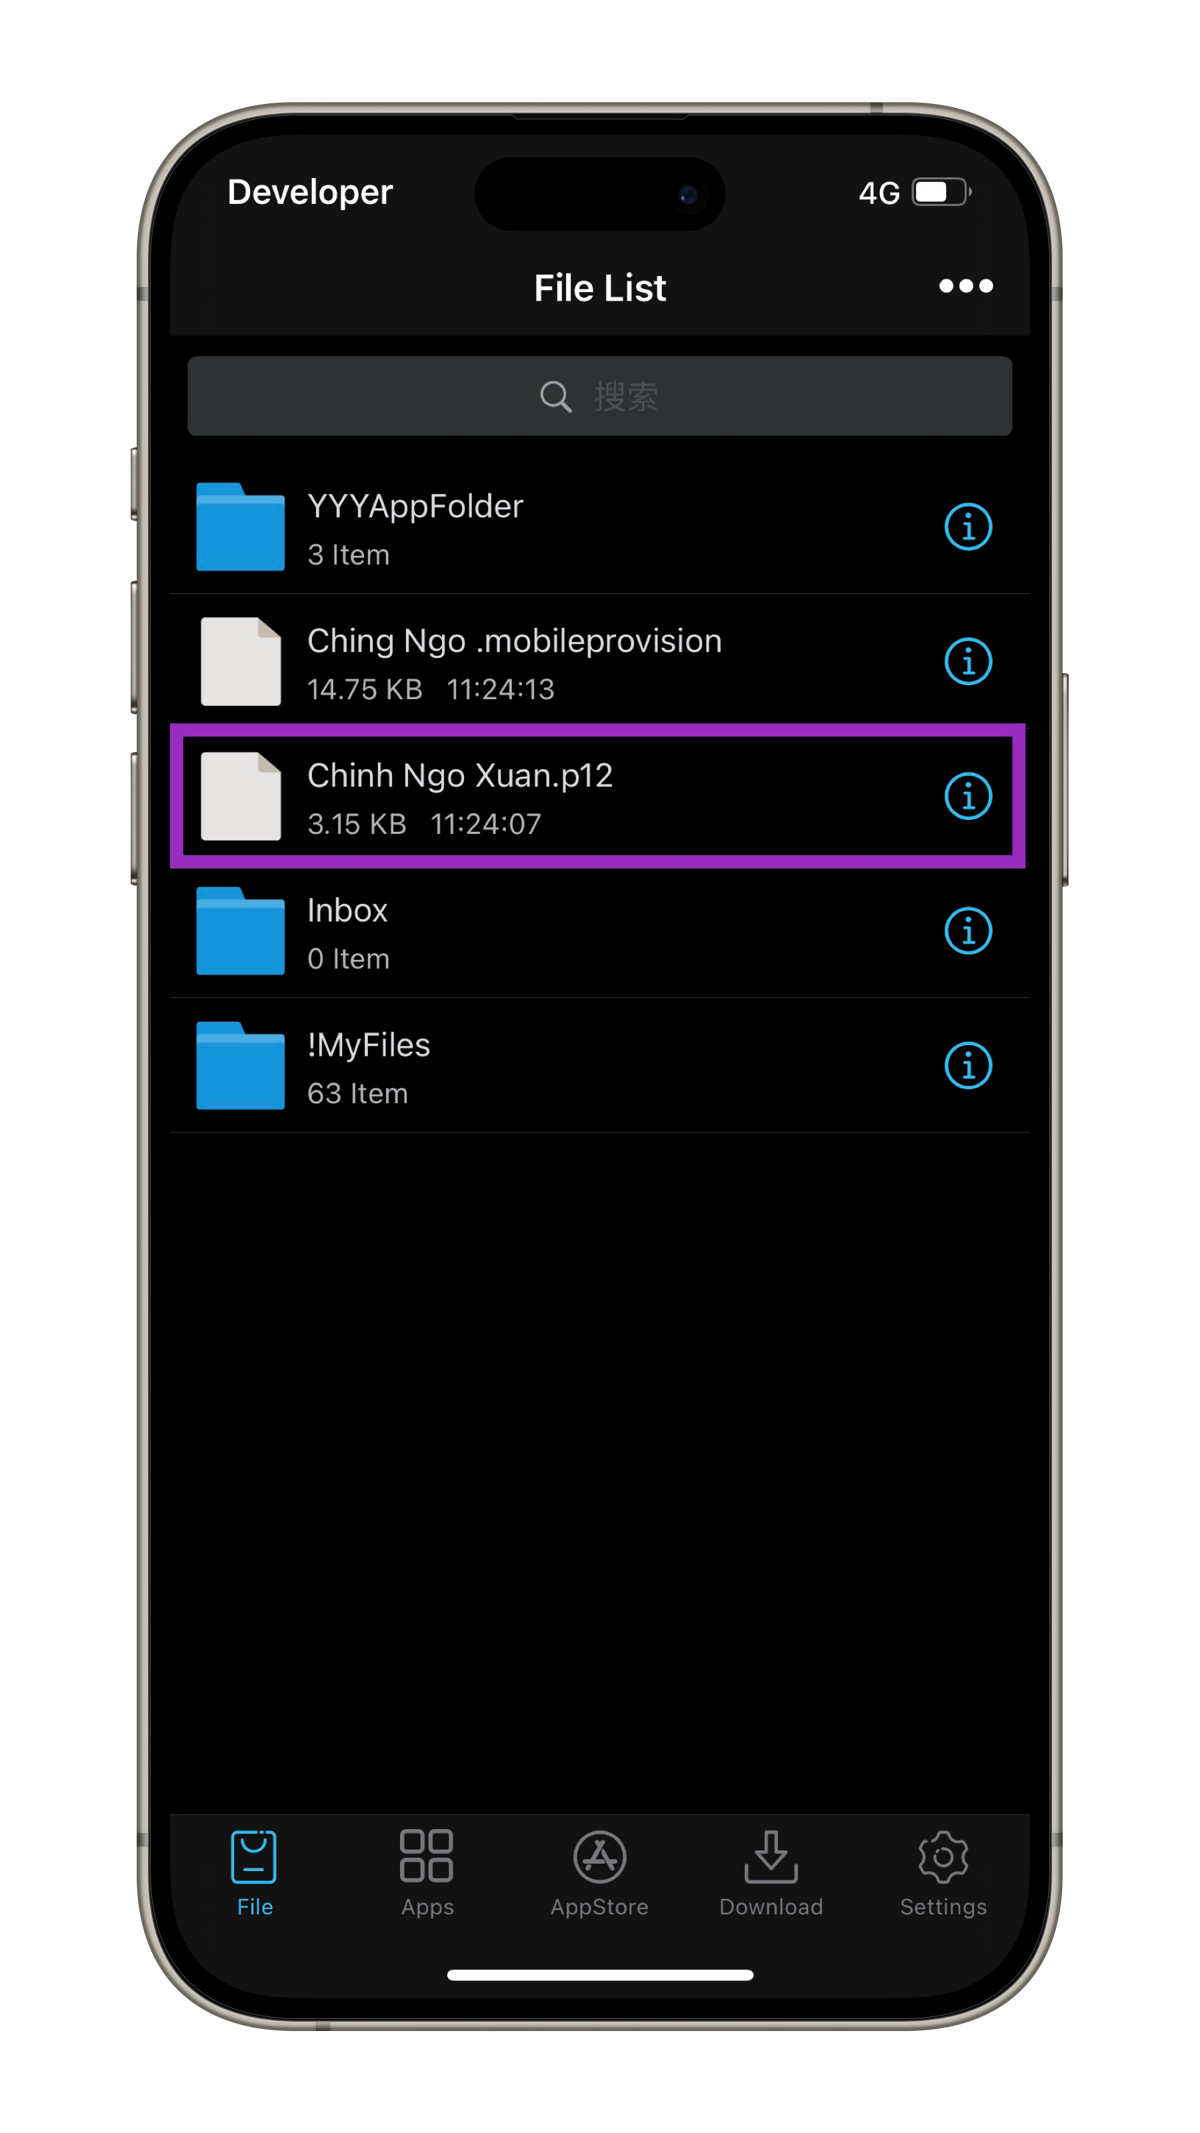 Developer
4G
File List
搜索
YYYAppFolder
3 Item
Ching Ngo .mobileprovision
14.75 KB 11:24:13
Chinh Ngo Xuan.p12
3.15 KB 11:24:07
Inbox
0 Item
!MyFiles
63 Item
File
Apps
AppStore
Download
Settings